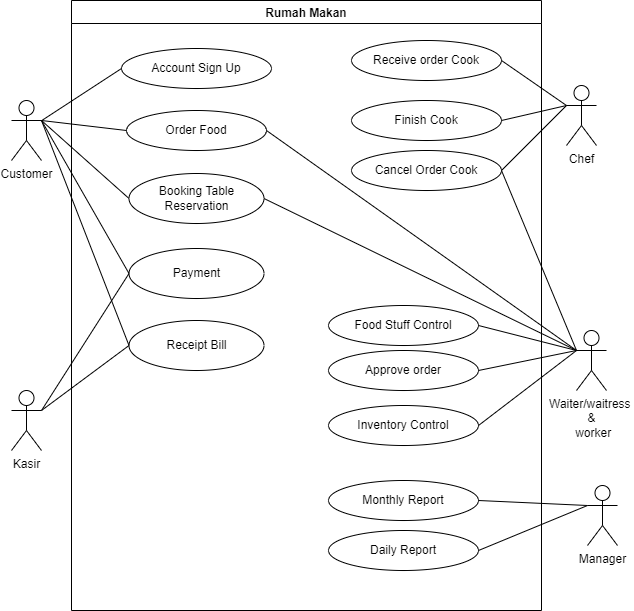 Rumah Makan
Account Sign Up
Receive order Cook
Order Food
Finish Cook
Chef
Customer
Cancel Order Cook
Booking Table
Reservation
Payment
Receipt Bill
Food Stuff Control
Approve order
Waiter/waitress
&
worker
Inventory Control
Kasir
Monthly Report
Daily Report
Manager